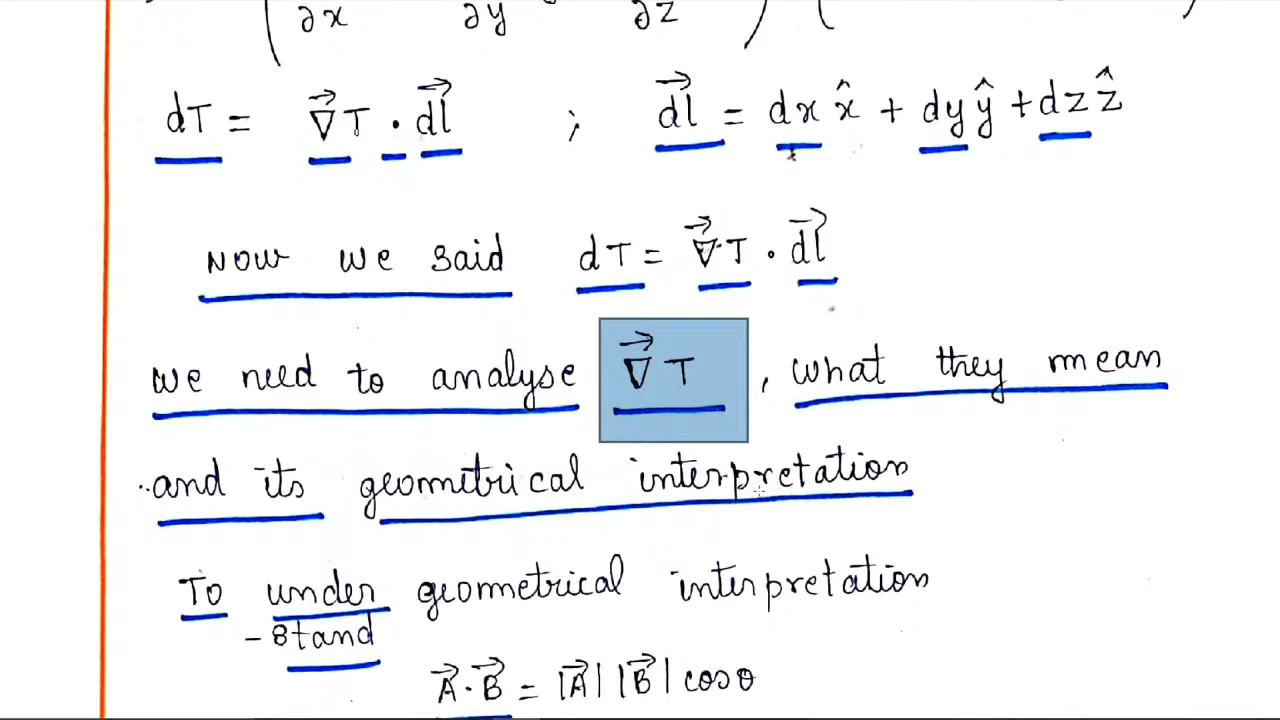 ∂x ∂y ∂z
dT = ∇⃗T · dl⃗ ; dl⃗ = dx x̂ + dy ŷ + dz ẑ
Now we said dT = ∇⃗T · dl⃗
we need to analyse ∇⃗T , what they mean
and its geometrical interpretation
To under geometrical interpretation
-stand
A⃗ · B⃗ = |A⃗| |B⃗| cosθ